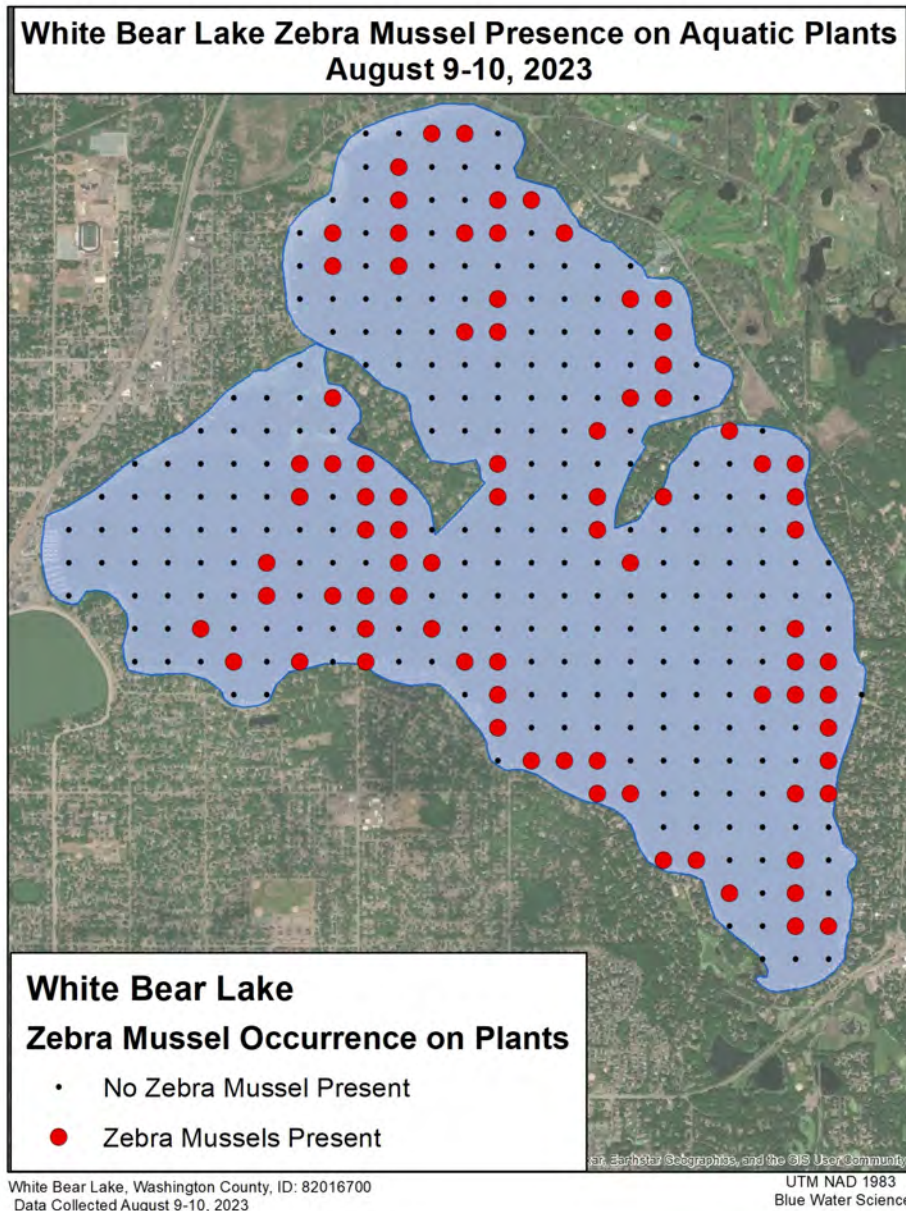 White Bear Lake Zebra Mussel Presence on Aquatic Plants
August 9-10, 2023
White Bear Lake
Zebra Mussel Occurrence on Plants
No Zebra Mussel Present
Zebra Mussels Present
Earthstar Geographics, and the GIS User Community
White Bear Lake, Washington County, ID: 82016700
Data Collected August 9-10, 2023
UTM NAD 1983
Blue Water Science